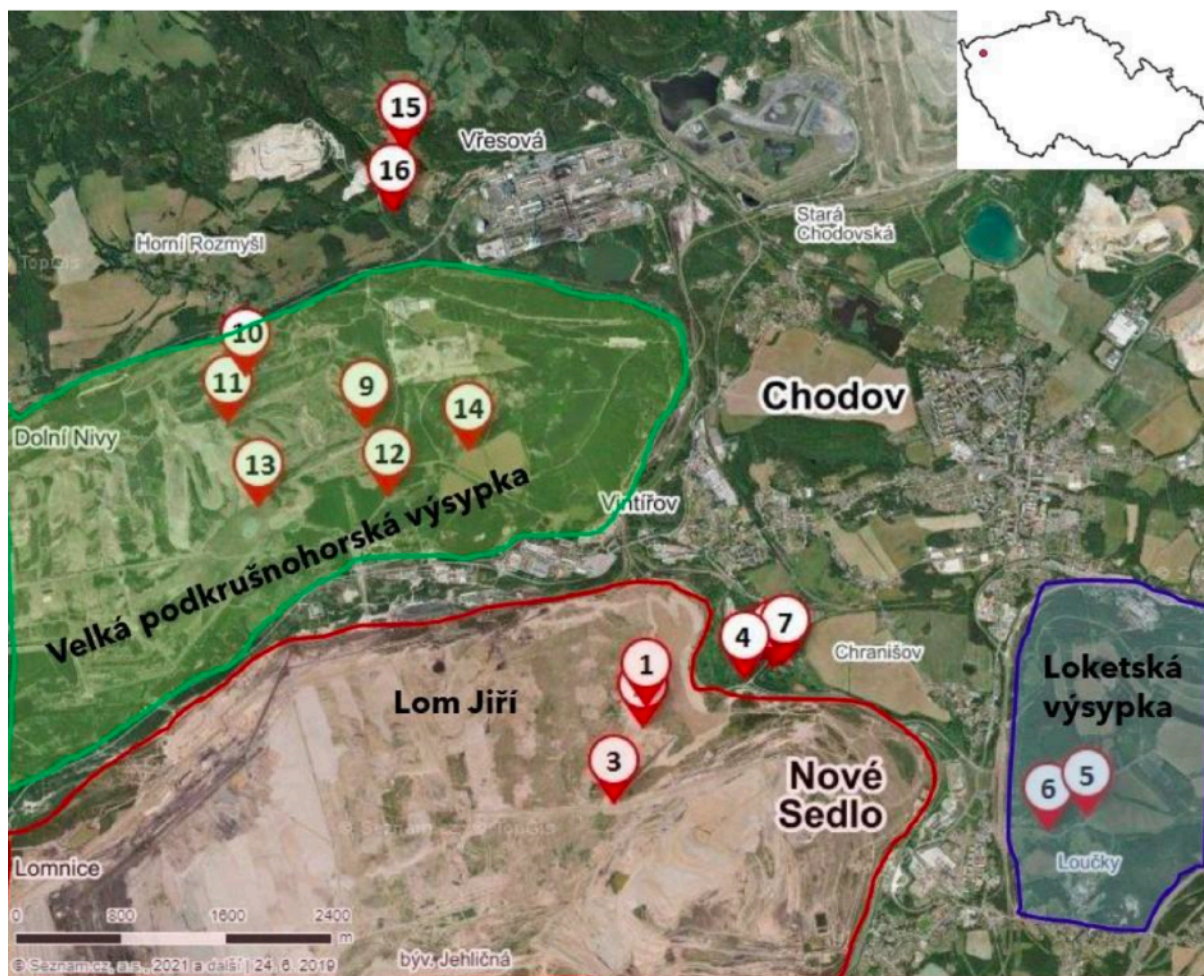 15
Vřesová
16
Stará
Chodovská
Horní Rozmyšl
TopGis
10
11
9
14
Chodov
Dolní Nivy
13
12
Velká podkrušnohorská výsypka
Vintířov
7
4
Chranišov
1
Loketská
výsypka
Lom Jiří
3
Nové
Sedlo
6
5
Loučky
Lomnice
0 800 1600 2400
m
© Seznam.cz, a.s., 2021 a další | 24. 6. 2019
býv. Jehličná